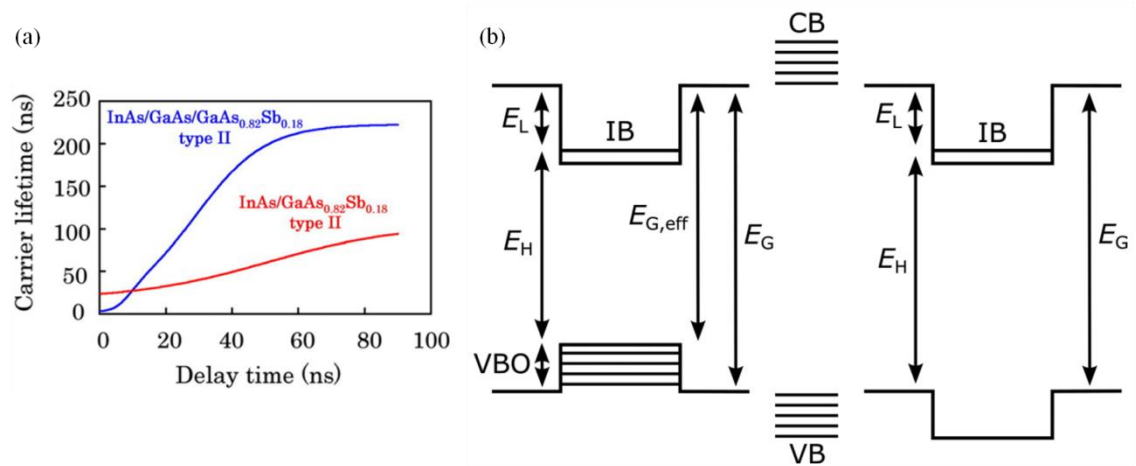 (a)
250
200
150
100
50
0
Carrier lifetime (ns)
InAs/GaAs/GaAs0.82Sb0.18
type II
InAs/GaAs0.82Sb0.18
type II
0 20 40 60 80 100
Delay time (ns)
(b)
CB
EL
IB
EH
EG,eff
EG
VBO
VB
EL
IB
EH
EG